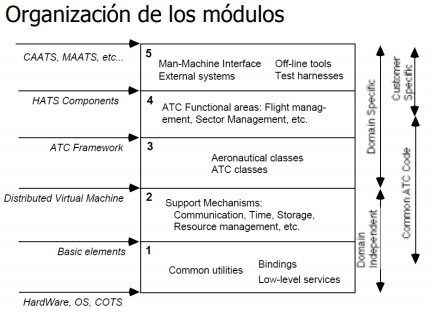 Organización de los módulos
CAATS, MAATS, etc...
HATS Components
ATC Framework
Distributed Virtual Machine
Basic elements
HardWare, OS, COTS
5
Man-Machine Interface
External systems
Off-line tools
Test harnesses
4
ATC Functional areas: Flight manag-
ement, Sector Management, etc.
3
Aeronautical classes
ATC classes
2
Support Mechanisms:
Communication, Time, Storage,
Resource management, etc.
1
Common utilities
Bindings
Low-level services
Domain Specific
Domain
Independent
Customer
Specific
Common ATC Code